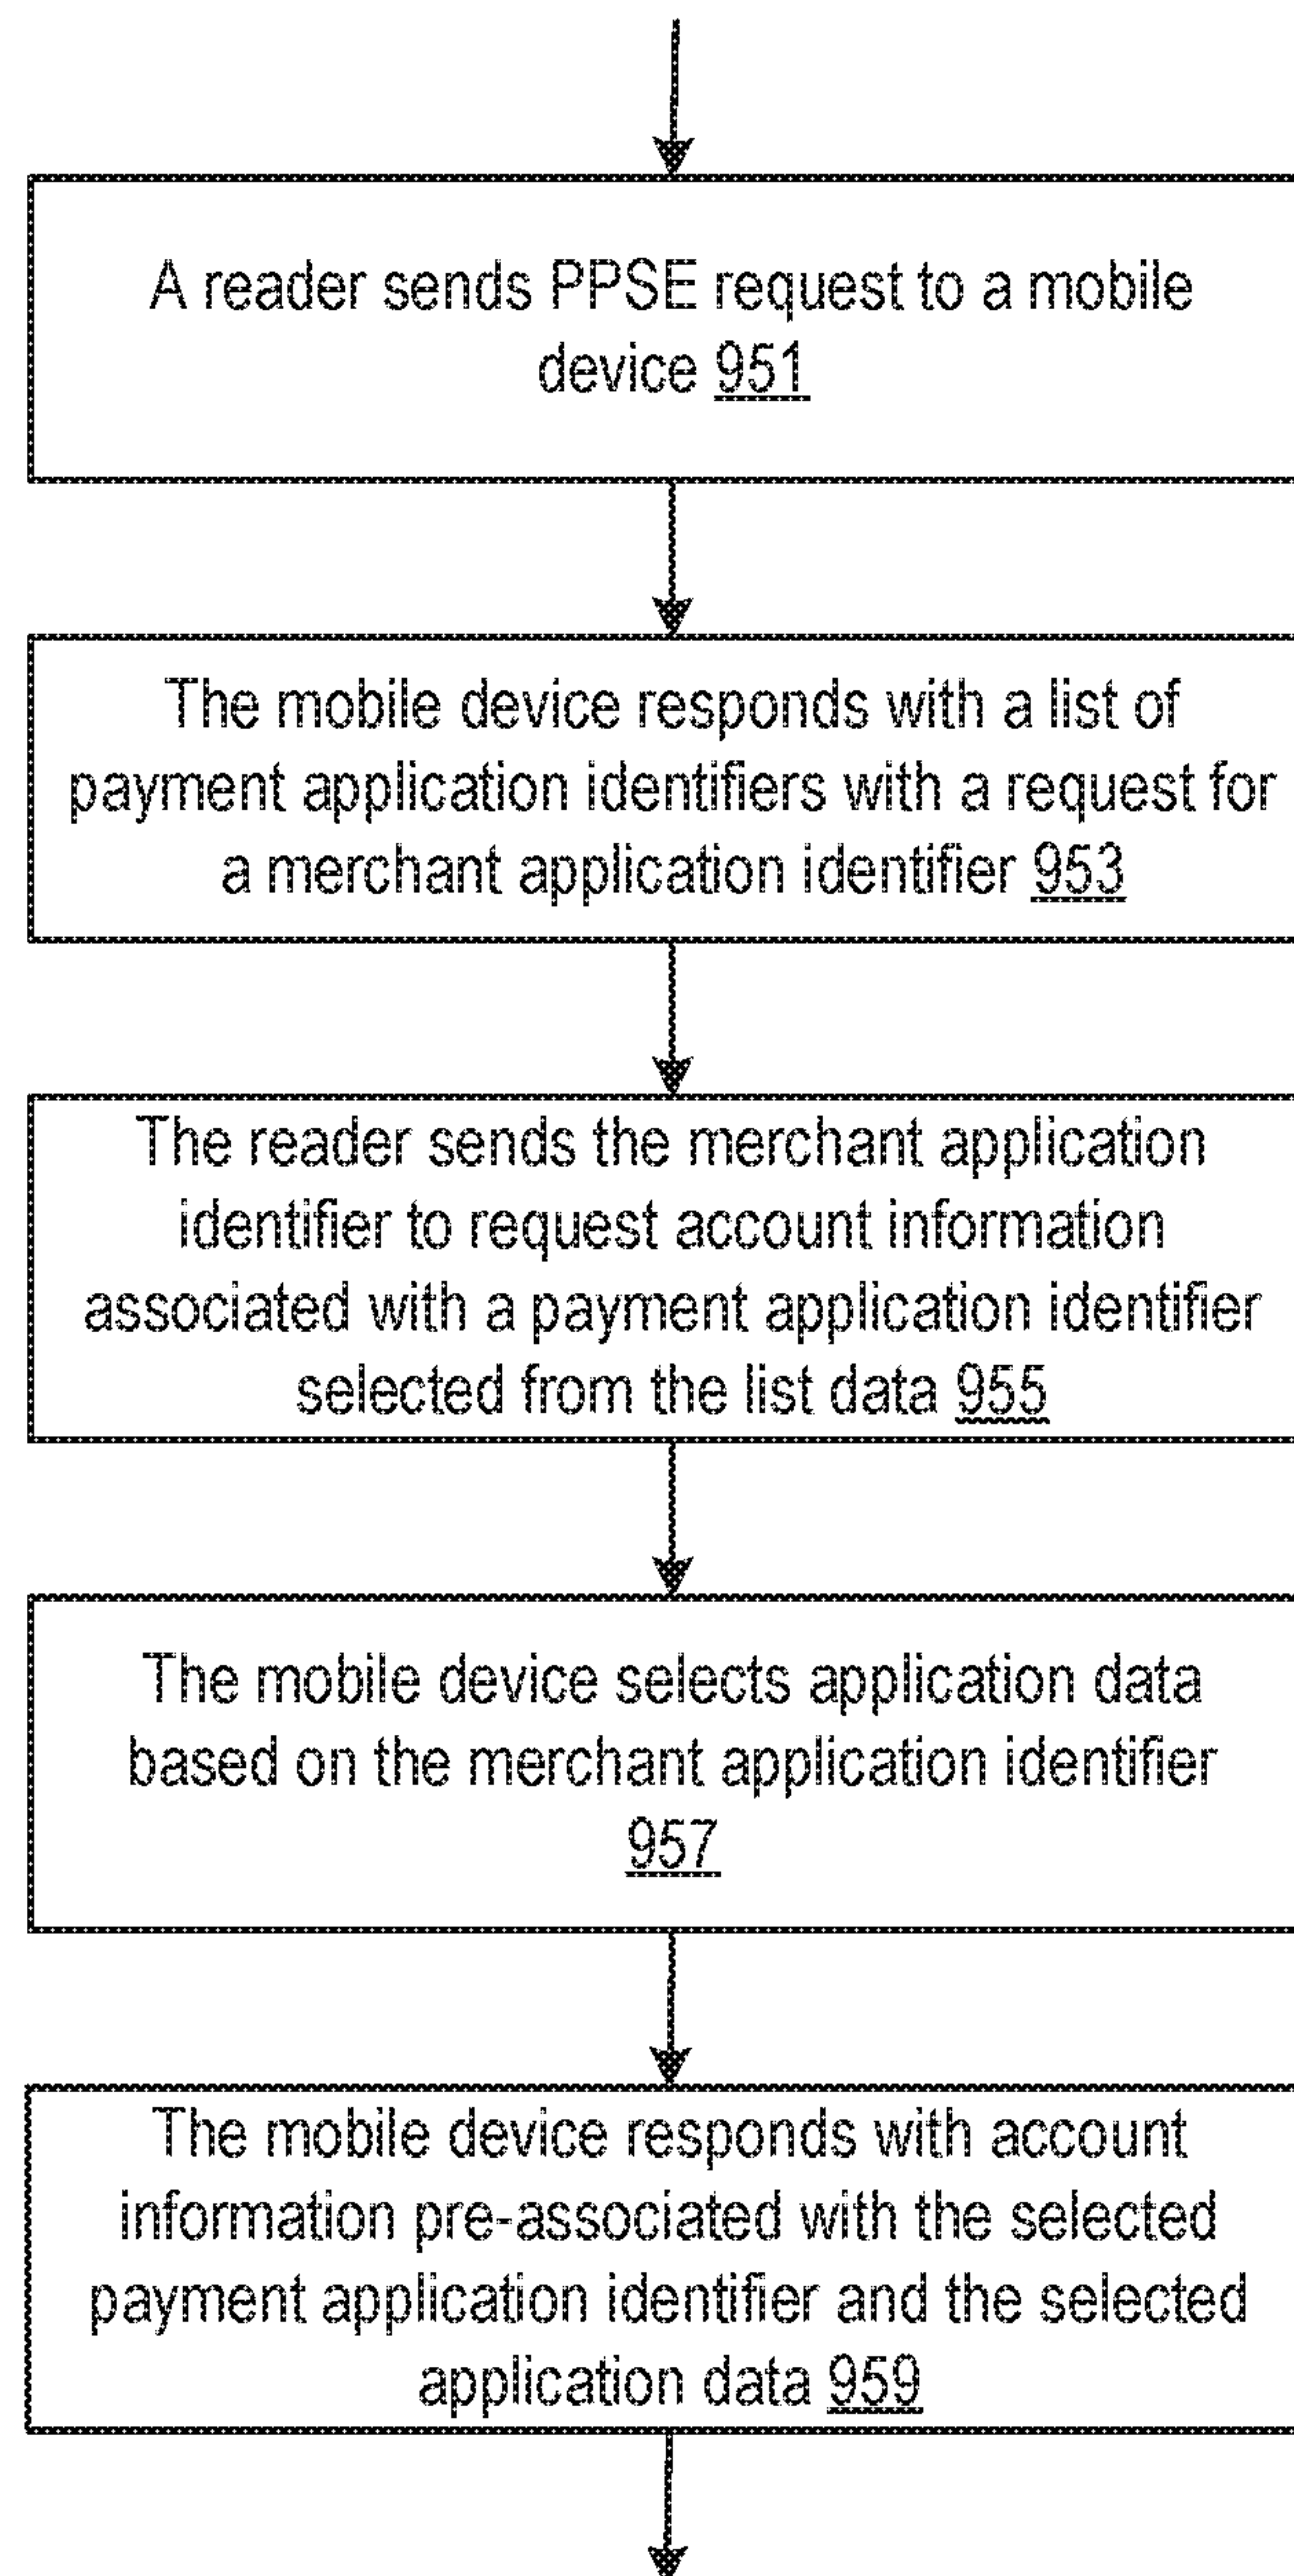 A reader sends PPSE request to a mobile
device 951
The mobile device responds with a list of
payment application identifiers with a request for
a merchant application identifier 953
The reader sends the merchant application
identifier to request account information
associated with a payment application identifier
selected from the list data 955
The mobile device selects application data
based on the merchant application identifier
957
The mobile device responds with account
information pre-associated with the selected
payment application identifier and the selected
application data 959